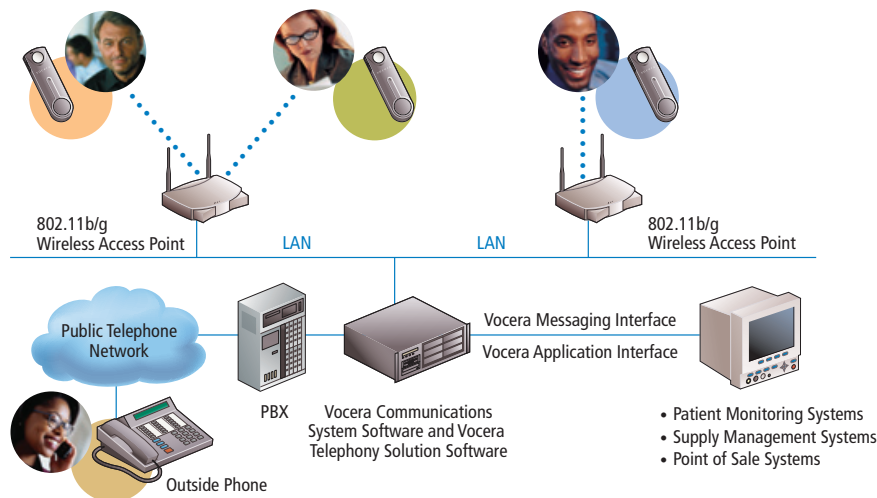 802.11b/g
Wireless Access Point
LAN
LAN
802.11b/g
Wireless Access Point
Public Telephone
Network
Vocera Messaging Interface
Vocera Application Interface
PBX
Vocera Communications
System Software and Vocera
Telephony Solution Software
• Patient Monitoring Systems
• Supply Management Systems
• Point of Sale Systems
Outside Phone